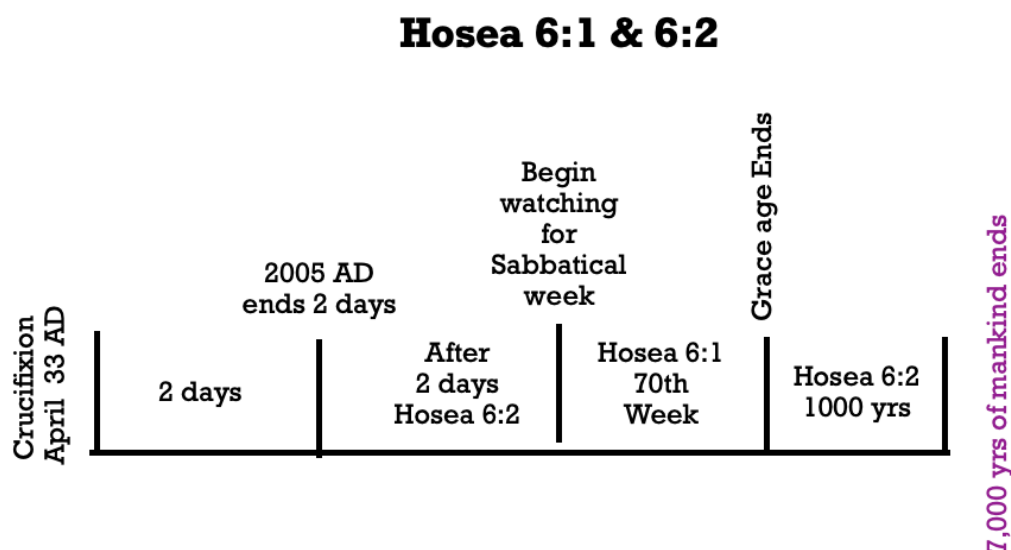 Hosea 6:1 & 6:2
Crucifixion
April 33 AD
2 days
2005 AD
ends 2 days
After
2 days
Hosea 6:2
Begin
watching
for
Sabbatical
week
Hosea 6:1
70th
Week
Grace age Ends
Hosea 6:2
1000 yrs
7,000 yrs of mankind ends